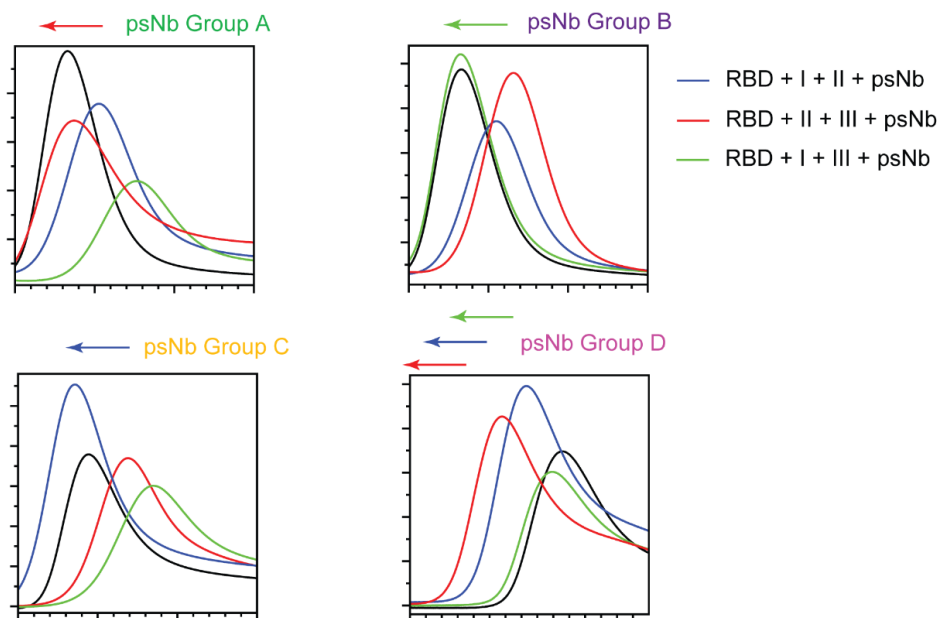 psNb Group A
psNb Group B
RBD + I + II + psNb
RBD + II + III + psNb
RBD + I + III + psNb
psNb Group C
psNb Group D